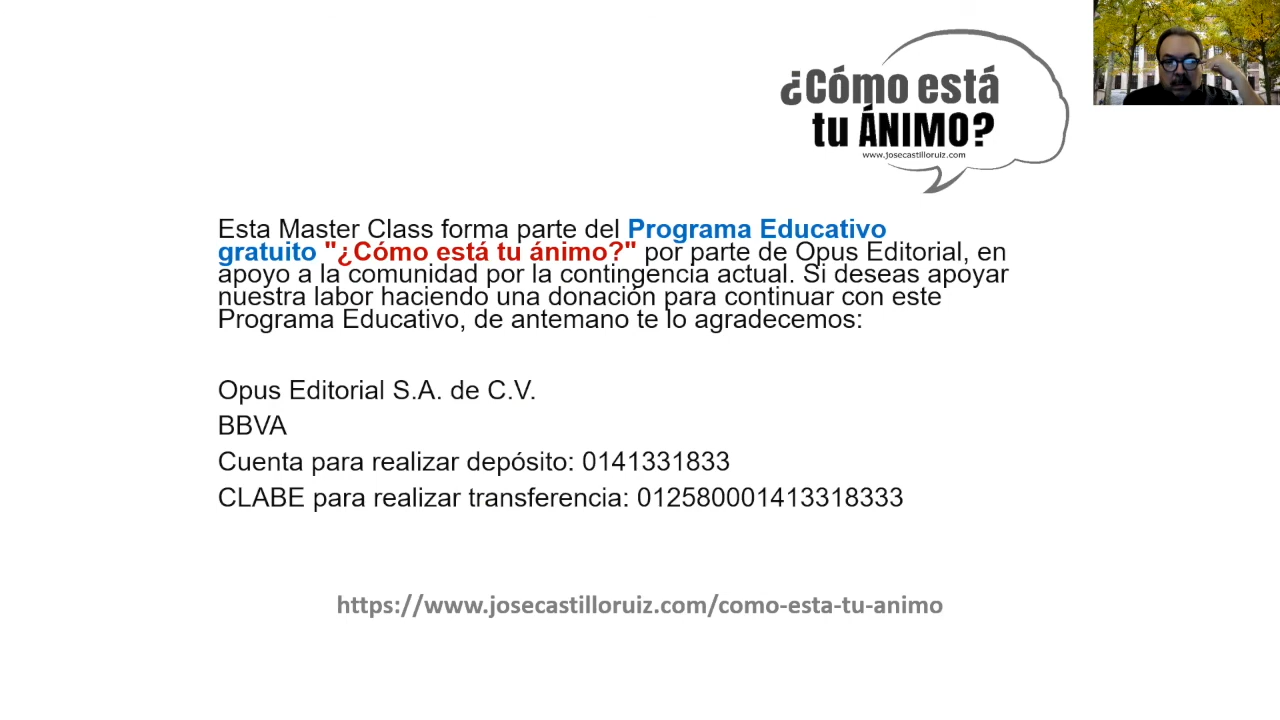 ¿Cómo está
tu ÁNIMO?
www.josecastilloruiz.com
Esta Master Class forma parte del Programa Educativo
gratuito "¿Cómo está tu ánimo?" por parte de Opus Editorial, en
apoyo a la comunidad por la contingencia actual. Si deseas apoyar
nuestra labor haciendo una donación para continuar con este
Programa Educativo, de antemano te lo agradecemos:
Opus Editorial S.A. de C.V.
BBVA
Cuenta para realizar depósito: 0141331833
CLABE para realizar transferencia: 012580001413318333
https://www.josecastilloruiz.com/como-esta-tu-animo